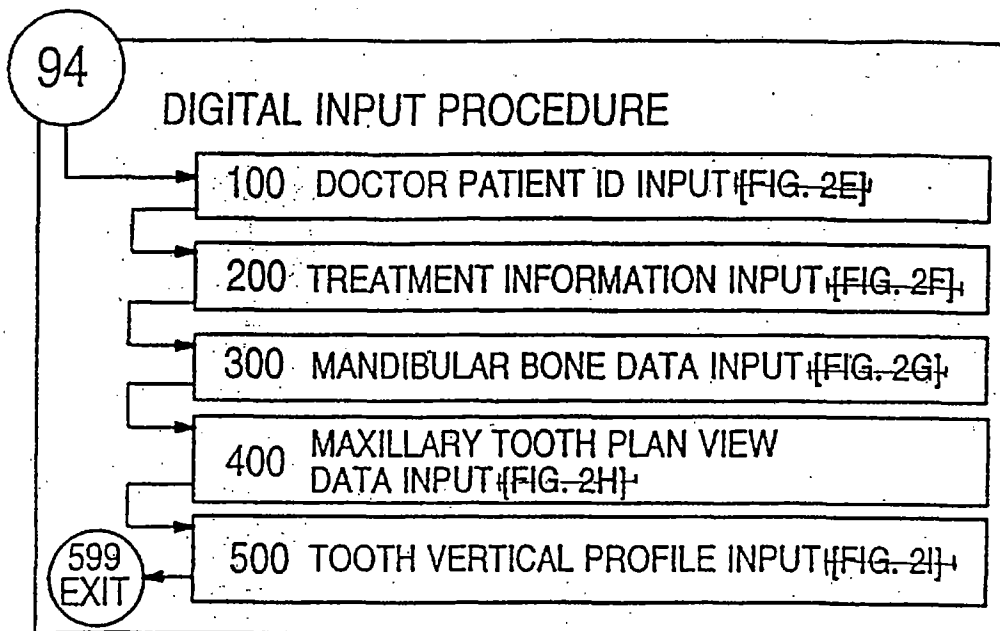 94
DIGITAL INPUT PROCEDURE
100 DOCTOR PATIENT ID INPUT [FIG. 2E]
200 TREATMENT INFORMATION INPUT [FIG. 2F]
300 MANDIBULAR BONE DATA INPUT [FIG. 2G]
400 MAXILLARY TOOTH PLAN VIEW
DATA INPUT [FIG. 2H]
500 TOOTH VERTICAL PROFILE INPUT [FIG. 2I]
599
EXIT